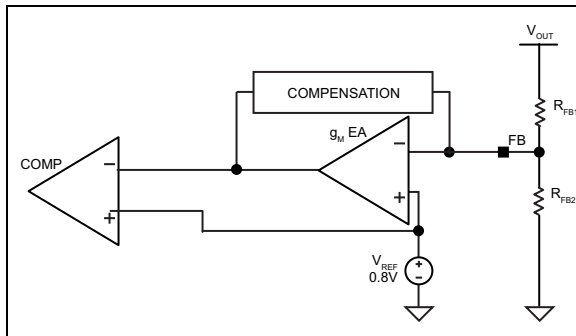 V_OUT
COMPENSATION
R_FB1
g_M EA
COMP
−
−
FB
+
+
R_FB2
V_REF
0.8V
+
−